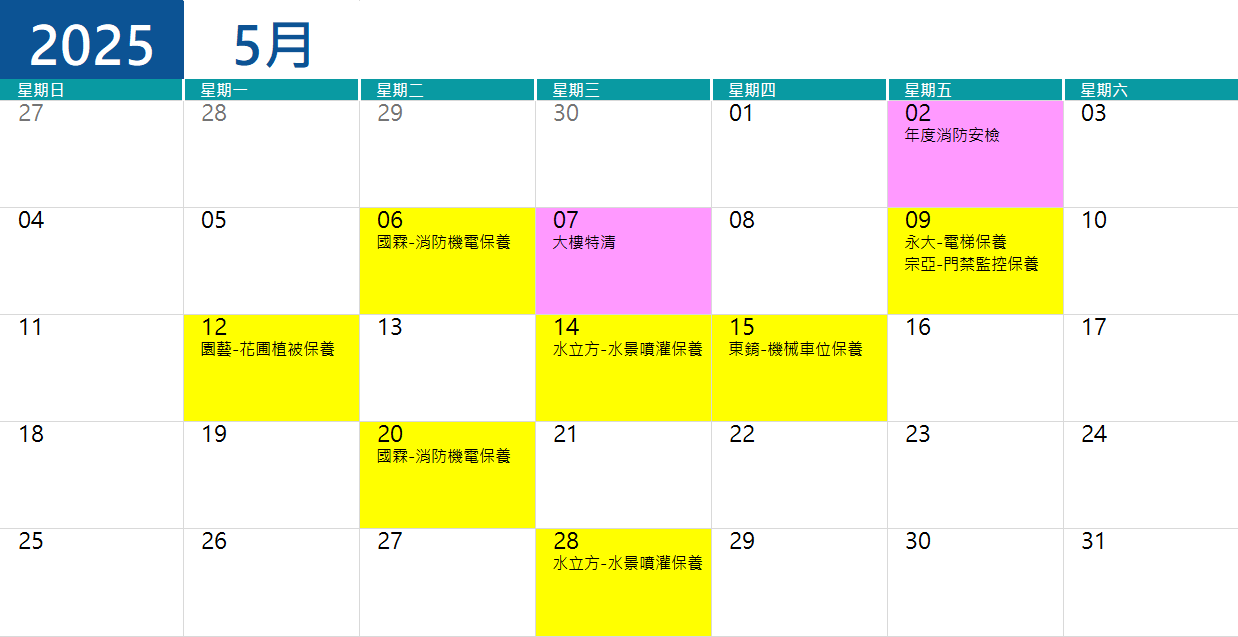 2025 5月
星期日 星期一 星期二 星期三 星期四 星期五 星期六
27 28 29 30 01 02 03
年度消防安檢
04 05 06 07 08 09 10
國霖-消防機電保養 大樓特清 永大-電梯保養
宗亞-門禁監控保養
11 12 13 14 15 16 17
園藝-花圃植被保養 水立方-水景噴灌保養 東錥-機械車位保養
18 19 20 21 22 23 24
國霖-消防機電保養
25 26 27 28 29 30 31
水立方-水景噴灌保養